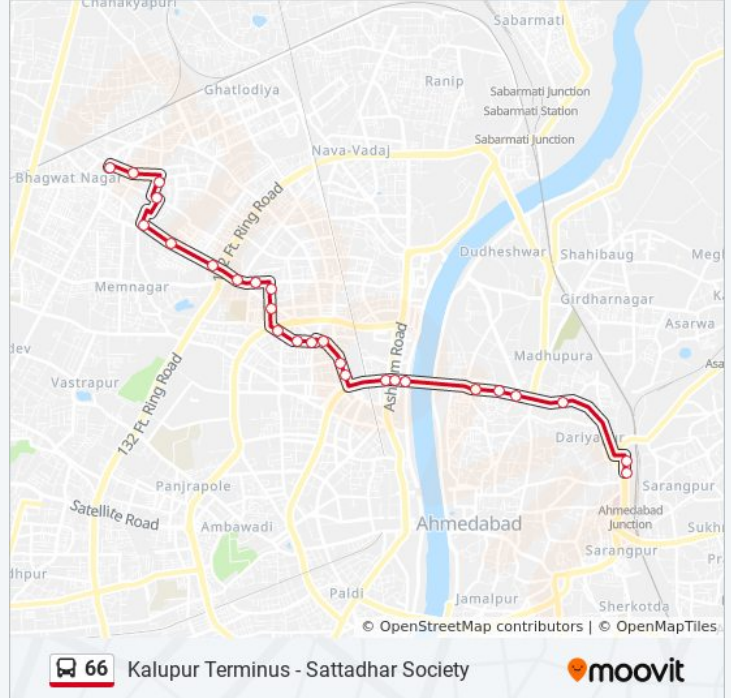 Chanakyapuri
Sabarmati
Ghatlodiya
Ranip
Sabarmati Junction
Sabarmati Station
Sabarmati Junction
Nava-Vadaj
Bhagwat Nagar
Ft. Ring Road
Dudheshwar
Shahibaug
Memnagar
Girdharnagar
Asarwa
Ashram Road
Madhupura
Vastrapur
132 Ft. Ring Road
Panjrapole
Sarangpur
Satellite Road
Ambawadi
Ahmedabad
Ahmedabad
Junction
Sarangpur
Paldi
Jamalpur
Sherkotda
© OpenStreetMap contributors | © OpenMapTiles
66 Kalupur Terminus - Sattadhar Society
moovit